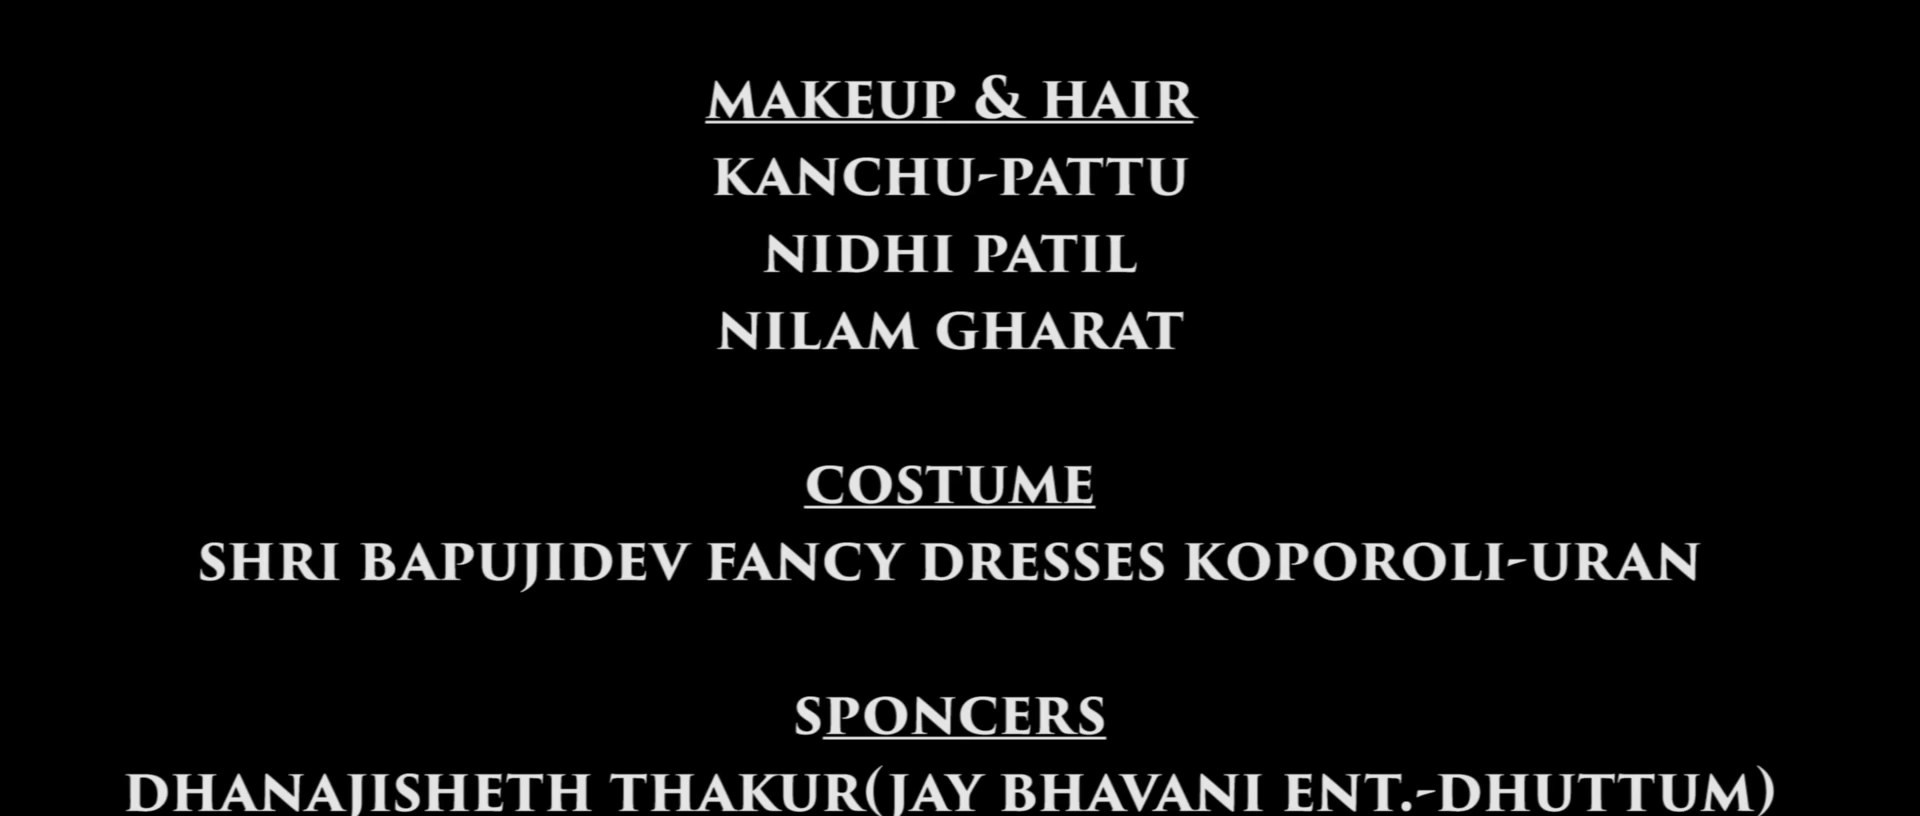 MAKEUP & HAIR
KANCHU-PATTU
NIDHI PATIL
NILAM GHARAT
COSTUME
SHRI BAPUJIDEV FANCY DRESSES KOPOROLI-URAN
SPONCERS
DHANAJISHETH THAKUR(JAY BHAVANI ENT.-DHUTTUM)